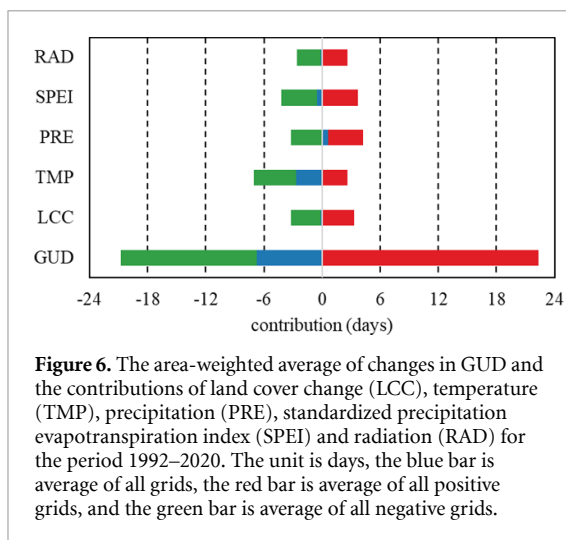 RAD
SPEI
PRE
TMP
LCC
GUD
-24 -18 -12 -6 0 6 12 18 24
contribution (days)
Figure 6. The area-weighted average of changes in GUD and
the contributions of land cover change (LCC), temperature
(TMP), precipitation (PRE), standardized precipitation
evapotranspiration index (SPEI) and radiation (RAD) for
the period 1992–2020. The unit is days, the blue bar is
average of all grids, the red bar is average of all positive
grids, and the green bar is average of all negative grids.